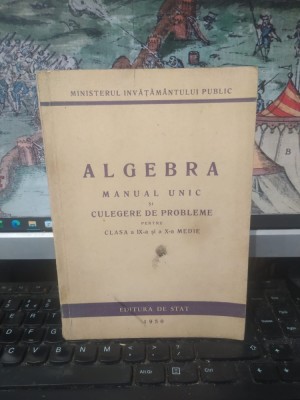 MINISTERUL INVĂȚĂMÂNTULUI PUBLIC
ALGEBRA
MANUAL UNIC
ȘI
CULEGERE DE PROBLEME
PENTRU
CLASA a IX-a și a X-a MEDIE
EDITURA DE STAT